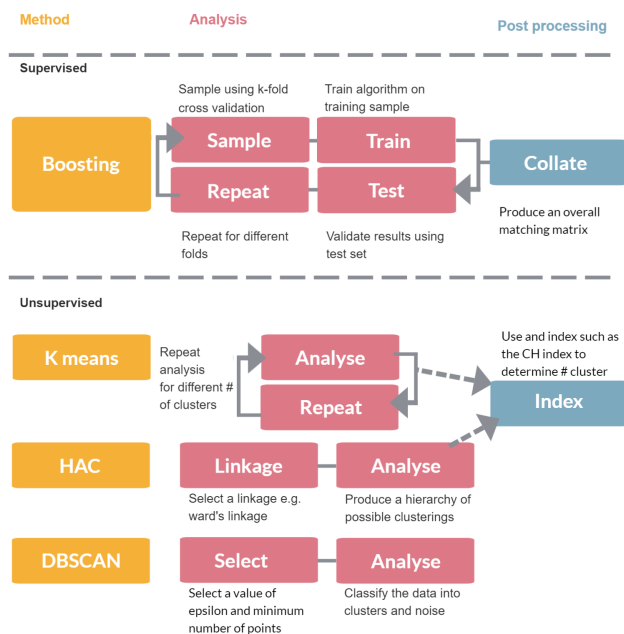 Method
Analysis
Post processing
Supervised
Sample using k-fold
cross validation
Train algorithm on
training sample
Boosting
Sample
Train
Collate
Repeat
Test
Repeat for different
folds
Validate results using
test set
Produce an overall
matching matrix
Unsupervised
K means
Repeat
analysis
for different #
of clusters
Analyse
Repeat
Use and index such as
the CH index to
determine # cluster
Index
HAC
Linkage
Analyse
Select a linkage e.g.
ward's linkage
Produce a hierarchy of
possible clusterings
DBSCAN
Select
Analyse
Select a value of
epsilon and minimum
number of points
Classify the data into
clusters and noise